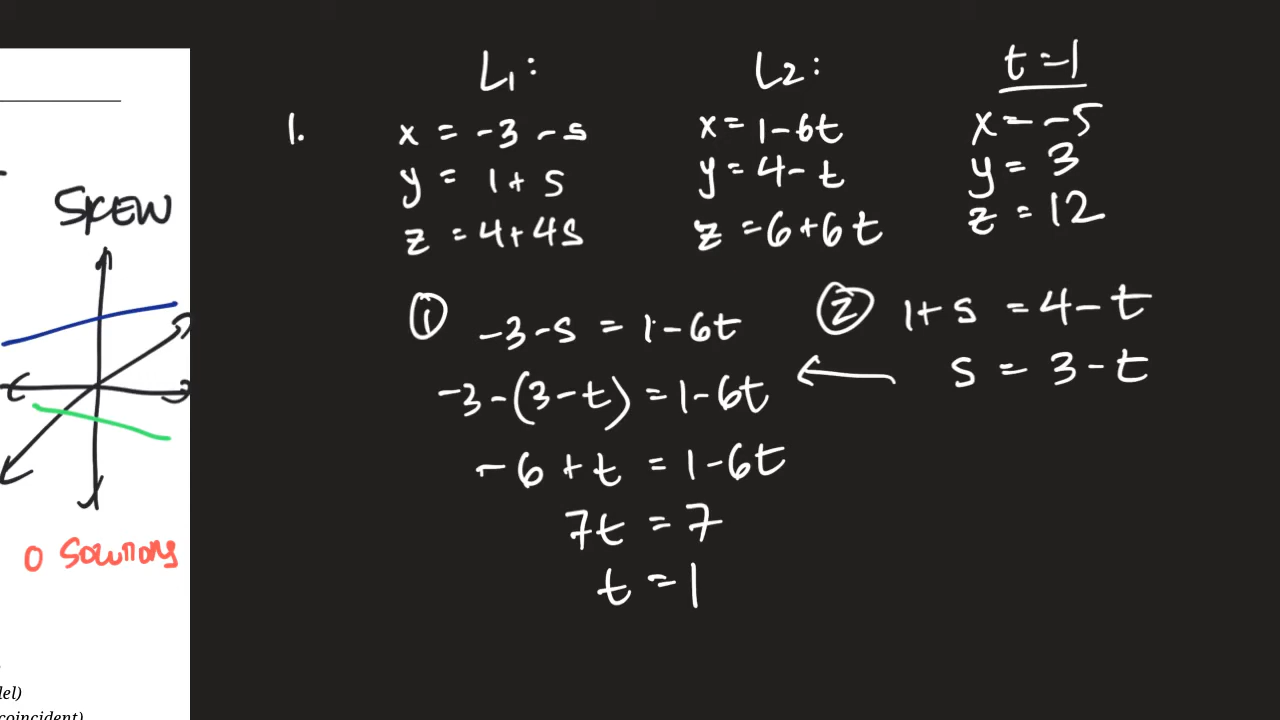 SKEW
0 SOLUTIONS
del)
coincident)
L1:
L2:
t=1
1.
x = -3 - s
x = 1-6t
x = -5
y = 1 + s
y = 4 - t
y = 3
z = 4+4s
z = 6+6t
z = 12
① -3-s = 1-6t
② 1+s = 4-t
-3-(3-t) = 1-6t
← s = 3-t
-6 + t = 1-6t
7t = 7
t = 1